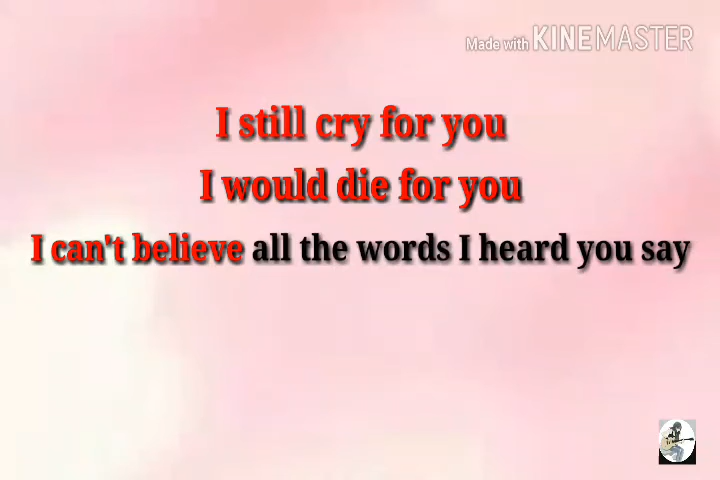 Made with KINEMASTER
I still cry for you
I would die for you
I can't believe all the words I heard you say